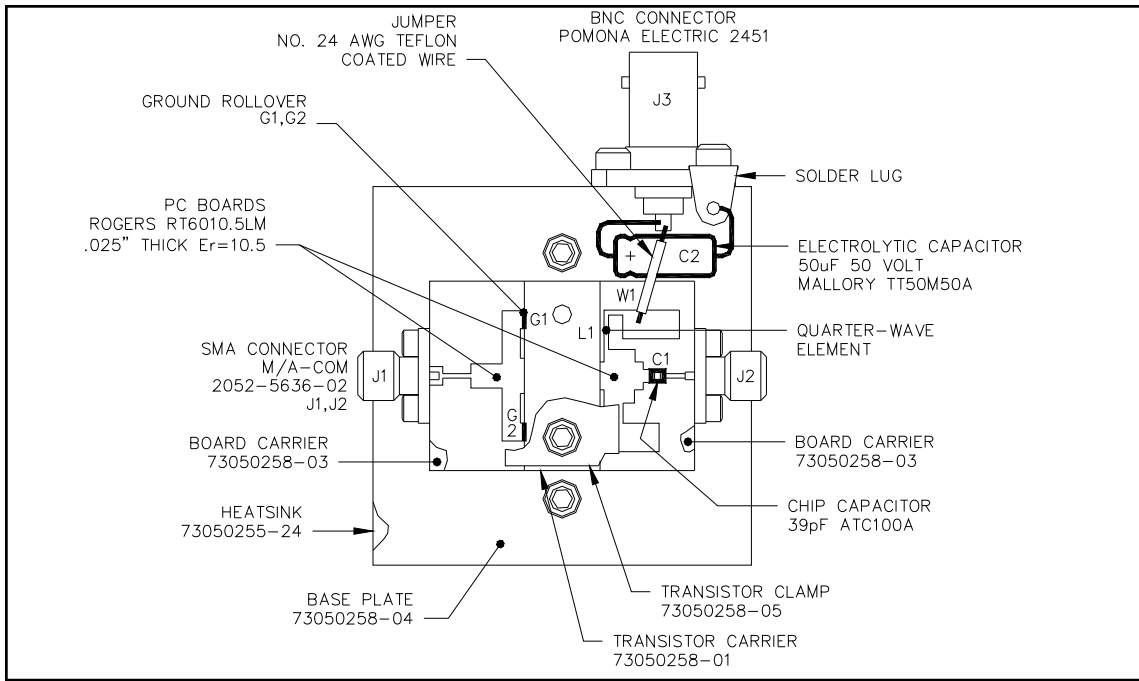 JUMPER
NO. 24 AWG TEFLON
COATED WIRE
BNC CONNECTOR
POMONA ELECTRIC 2451
J3
GROUND ROLLOVER
G1,G2
SOLDER LUG
PC BOARDS
ROGERS RT6010.5LM
.025" THICK Er=10.5
+
C2
ELECTROLYTIC CAPACITOR
50uF 50 VOLT
MALLORY TT50M50A
W1
G1
L1
QUARTER-WAVE
ELEMENT
SMA CONNECTOR
M/A-COM
2052-5636-02
J1,J2
J1
C1
J2
G
2
BOARD CARRIER
73050258-03
BOARD CARRIER
73050258-03
HEATSINK
73050255-24
CHIP CAPACITOR
39pF ATC100A
BASE PLATE
73050258-04
TRANSISTOR CLAMP
73050258-05
TRANSISTOR CARRIER
73050258-01